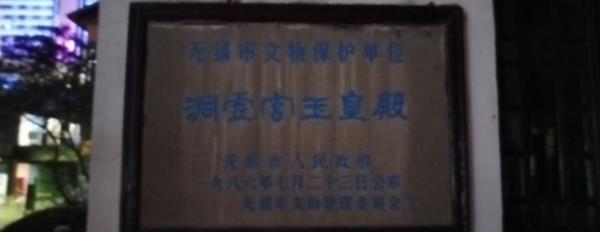 无锡市文物保护单位
洞虚宫玉皇殿
无锡市人民政府
一九八六年七月二十三日公布
无锡市文物管理委员会立